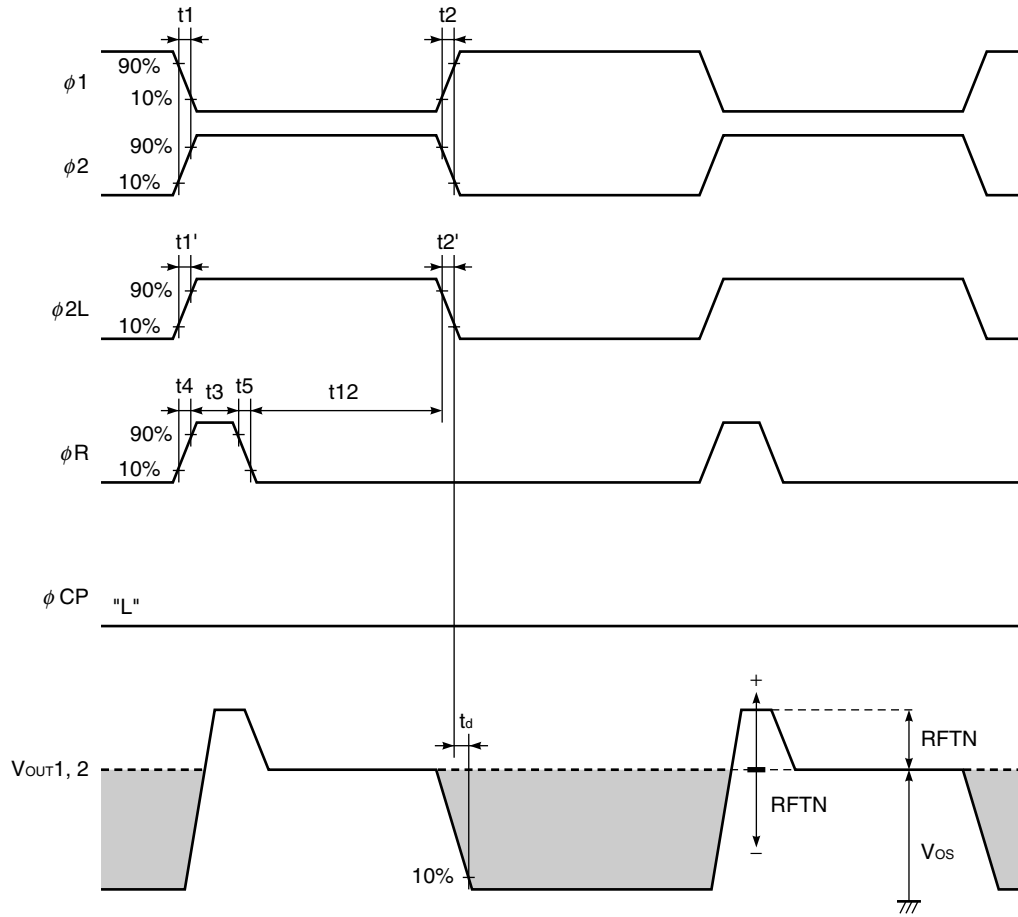 t1 t2
90%
ϕ1
10%
90%
ϕ2
10%
t1' t2'
90%
ϕ2L
10%
t4 t3 t5 t12
90%
ϕR
10%
ϕCP "L"
+
td
RFTN
VOUT1, 2
RFTN
VOS
10% −